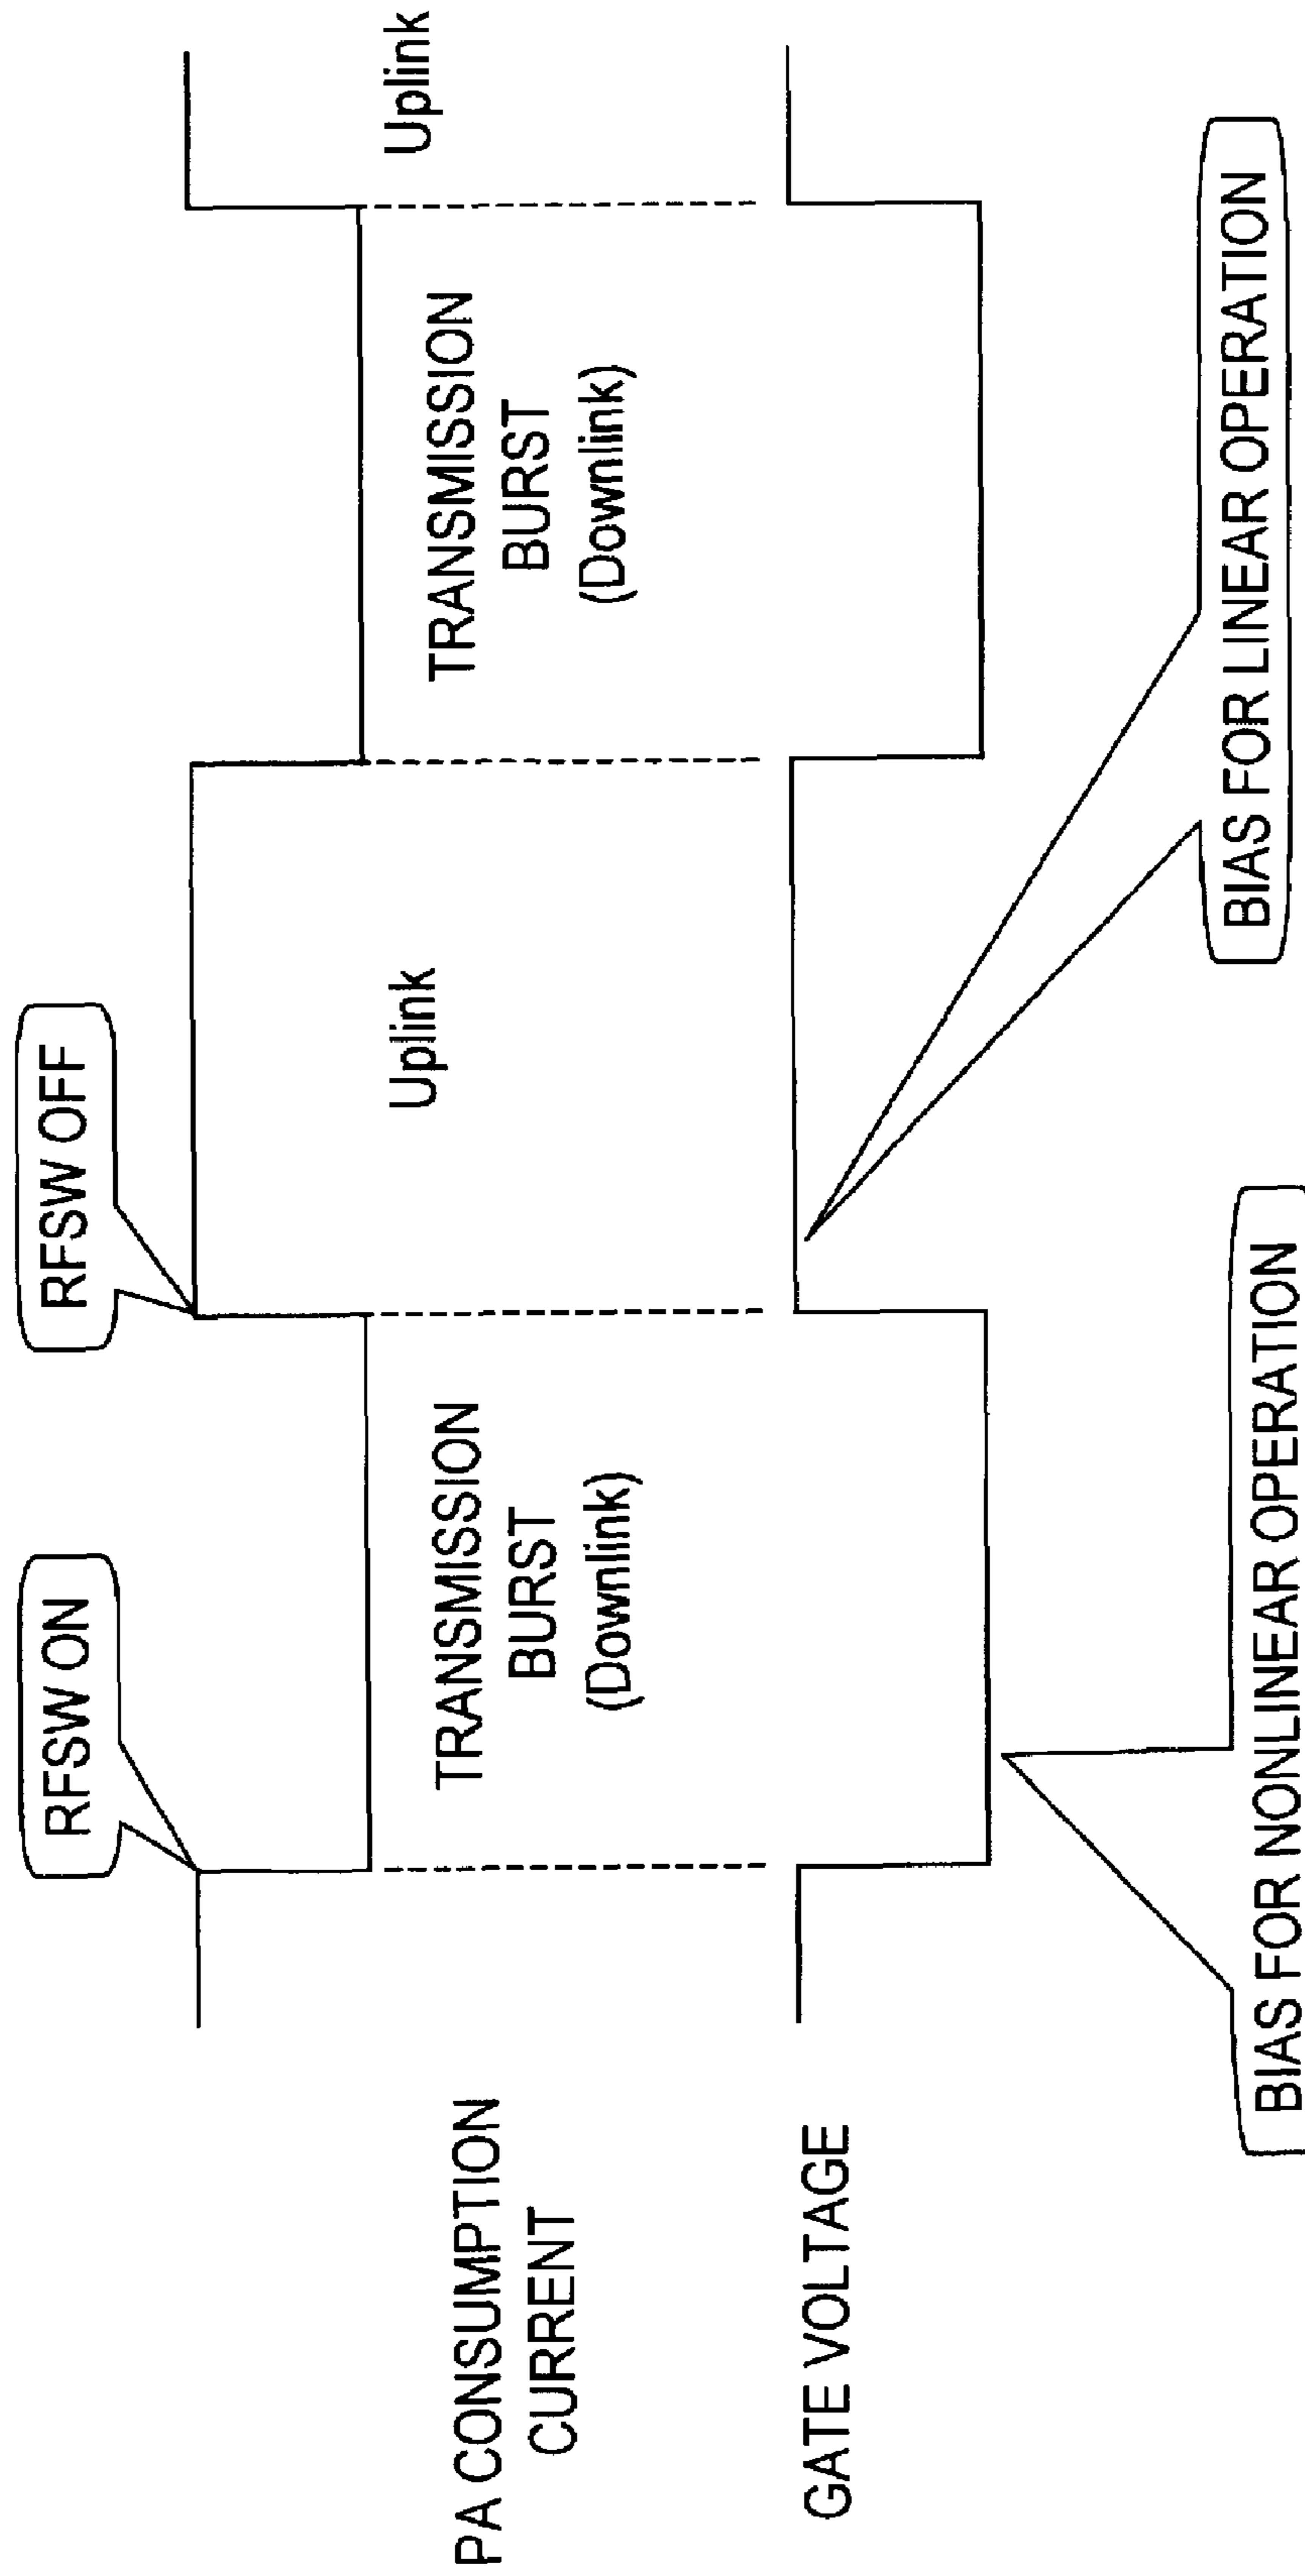 RFSW ON
RFSW OFF
PA CONSUMPTION
CURRENT
TRANSMISSION
BURST
(Downlink)
Uplink
TRANSMISSION
BURST
(Downlink)
Uplink
GATE VOLTAGE
BIAS FOR NONLINEAR OPERATION
BIAS FOR LINEAR OPERATION